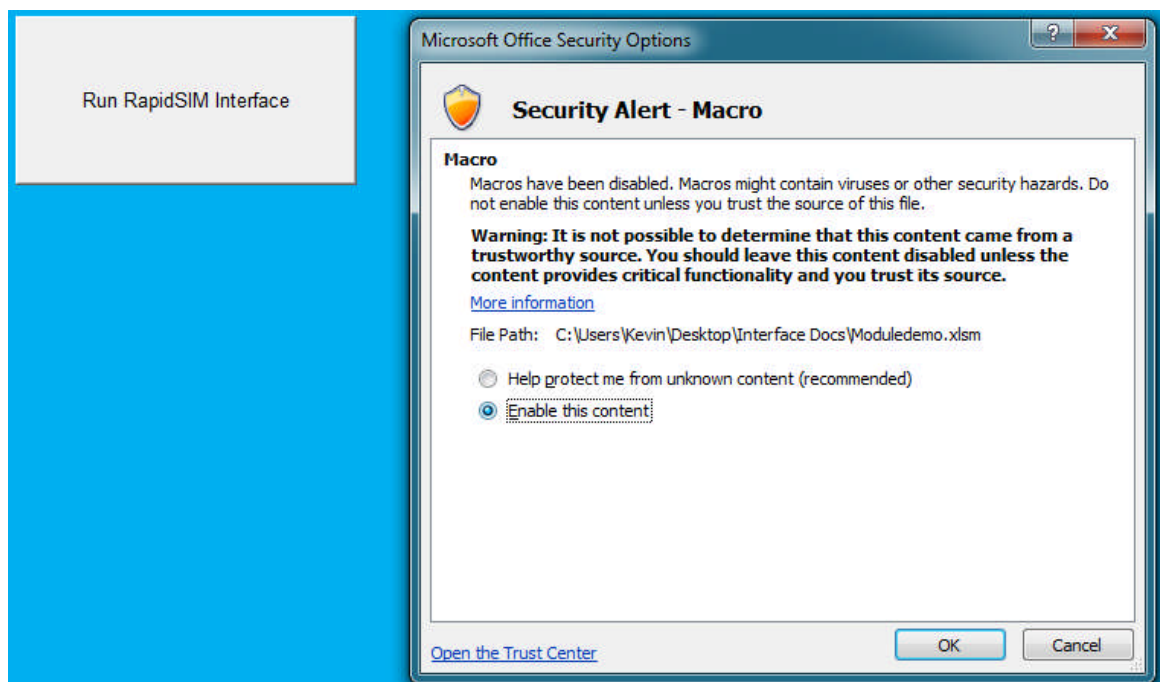 Run RapidSIM Interface
Microsoft Office Security Options
?
X
Security Alert - Macro
Macro
Macros have been disabled. Macros might contain viruses or other security hazards. Do
not enable this content unless you trust the source of this file.
Warning: It is not possible to determine that this content came from a
trustworthy source. You should leave this content disabled unless the
content provides critical functionality and you trust its source.
More information
File Path: C:\Users\Kevin\Desktop\Interface Docs\Moduledemo.xlsm
Help protect me from unknown content (recommended)
Enable this content
Open the Trust Center
OK
Cancel